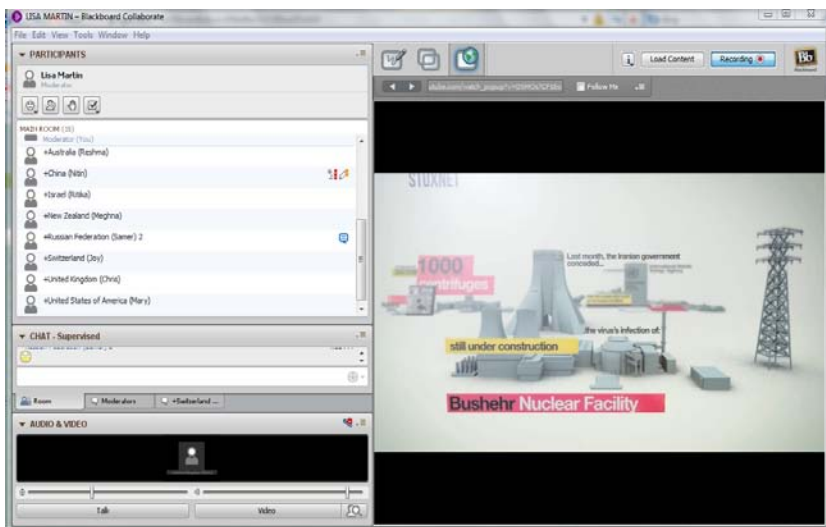 LISA MARTIN – Blackboard Collaborate
File Edit View Tools Window Help
PARTICIPANTS
Lisa Martin
Moderator
MAIN ROOM
Moderator (You)
+Australia (Reshma)
+China (Nitin)
+Israel (Ritika)
+New Zealand (Meghna)
+Russian Federation (Samer) 2
+Switzerland (Joy)
+United Kingdom (Chris)
+United States of America (Mary)
CHAT - Supervised
Room Moderators +Switzerland ...
AUDIO & VIDEO
Talk Video
Load Content Recording
Bb
Follow Me
STUXNET
1000
centrifuges
Last month, the Iranian government
conceded...
...the virus's infection of:
still under construction
Bushehr Nuclear Facility